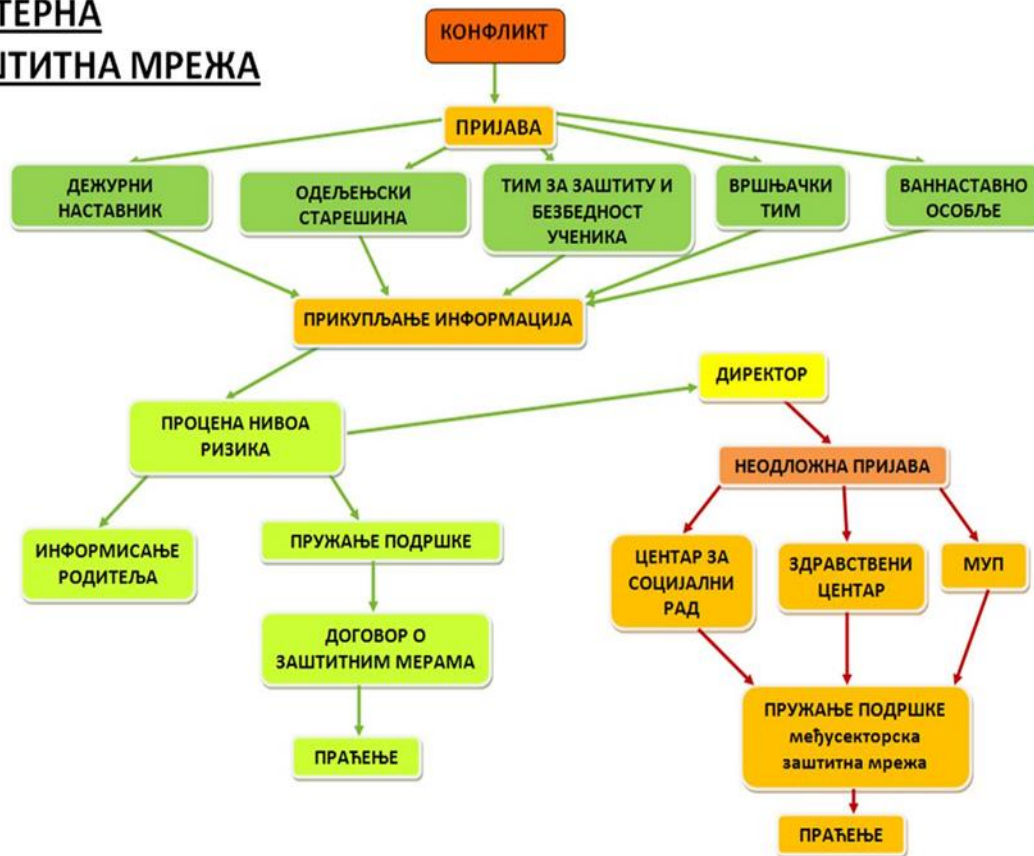 ТЕРНА
ШТИТНА МРЕЖА
КОНФЛИКТ
ПРИЈАВА
ДЕЖУРНИ
НАСТАВНИК
ОДЕЉЕЊСКИ
СТАРЕШИНА
ТИМ ЗА ЗАШТИТУ И
БЕЗБЕДНОСТ
УЧЕНИКА
ВРШЊАЧКИ
ТИМ
ВАННАСТАВНО
ОСОБЉЕ
ПРИКУПЉАЊЕ ИНФОРМАЦИЈА
ДИРЕКТОР
ПРОЦЕНА НИВОА
РИЗИКА
НЕОДЛОЖНА ПРИЈАВА
ИНФОРМИСАЊЕ
РОДИТЕЉА
ПРУЖАЊЕ ПОДРШКЕ
ЦЕНТАР ЗА
СОЦИЈАЛНИ
РАД
ЗДРАВСТВЕНИ
ЦЕНТАР
МУП
ДОГОВОР О
ЗАШТИТНИМ МЕРАМА
ПРУЖАЊЕ ПОДРШКЕ
међусекторска
заштитна мрежа
ПРАЋЕЊЕ
ПРАЋЕЊЕ